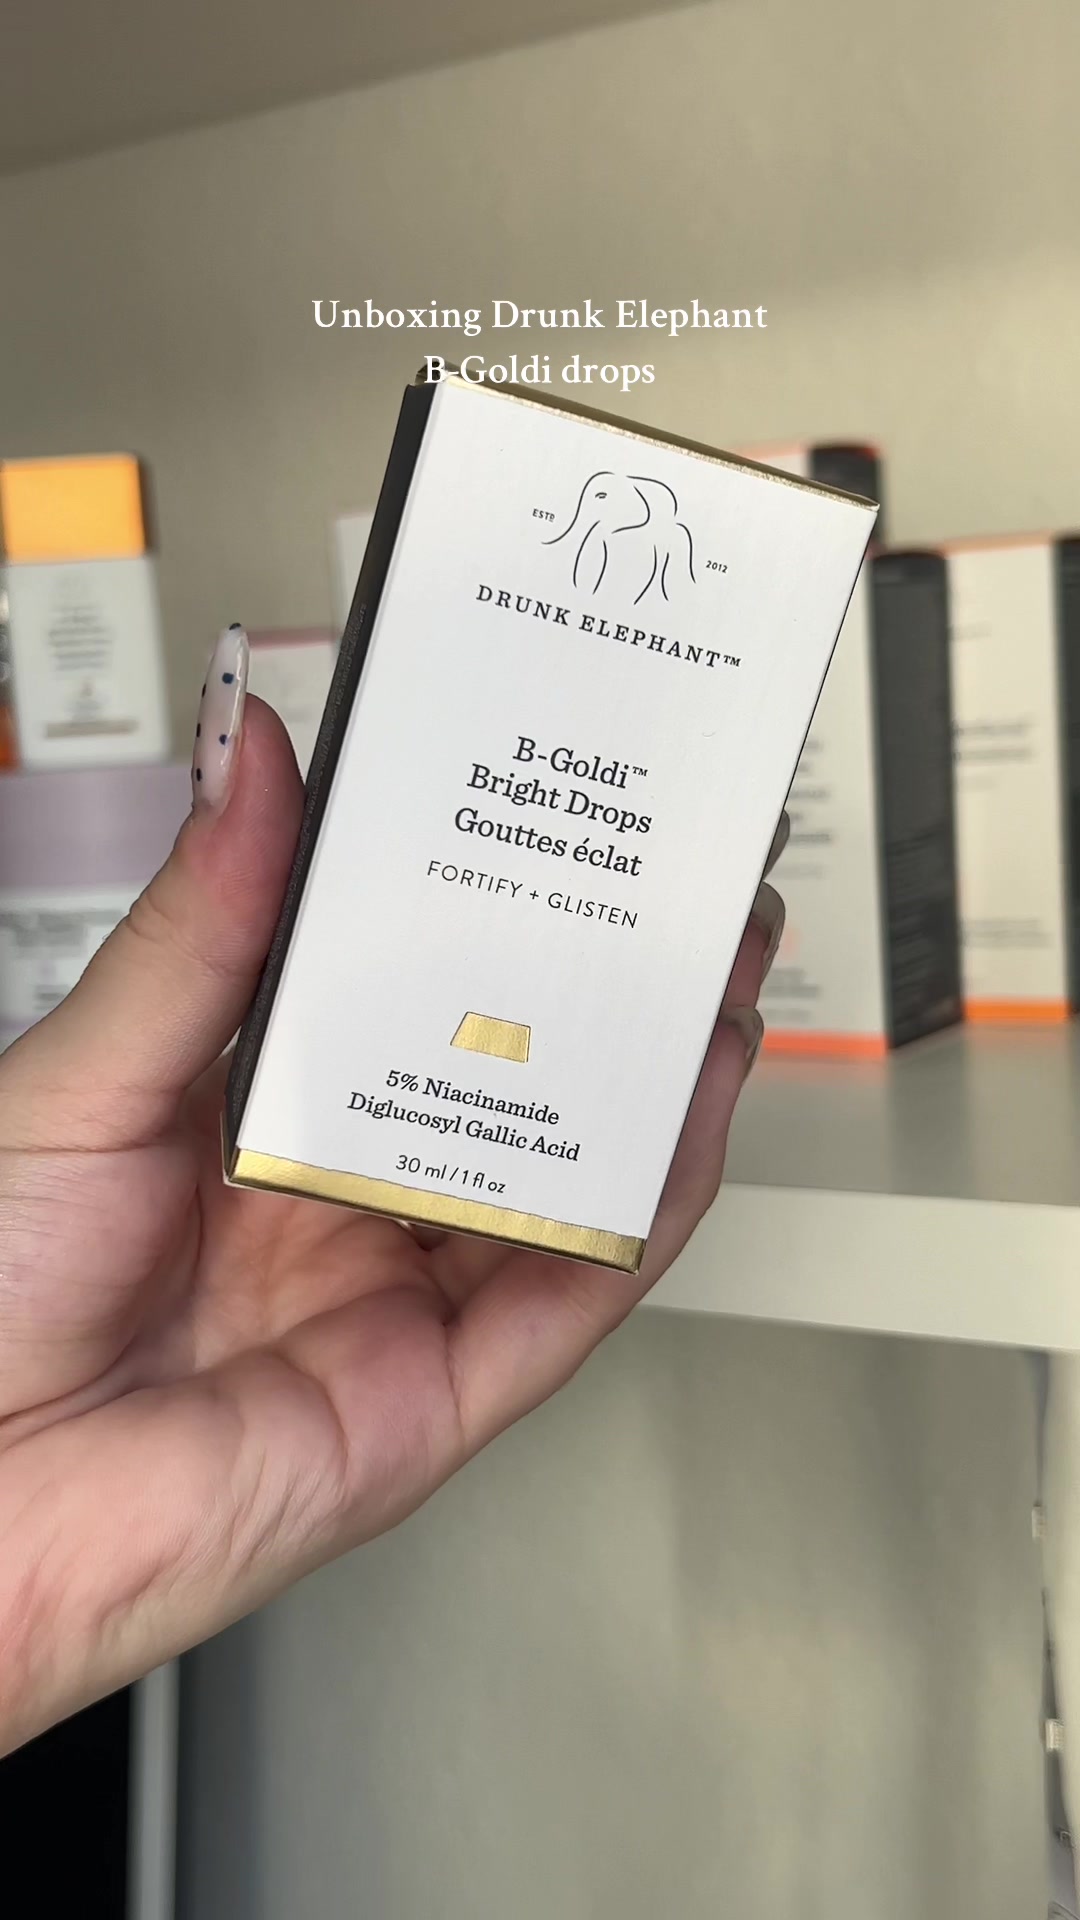 Unboxing Drunk Elephant
B-Goldi drops
ESTD
2012
DRUNK ELEPHANT™
B-Goldi™
Bright Drops
Gouttes éclat
FORTIFY + GLISTEN
5% Niacinamide
Diglucosyl Gallic Acid
30 ml / 1 fl oz